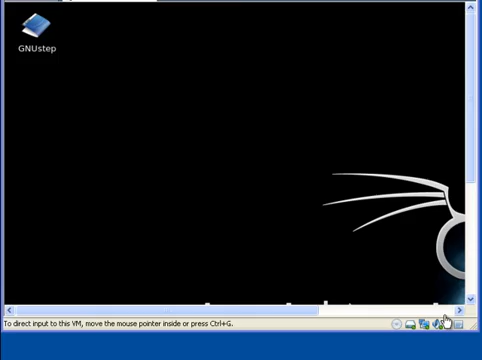 GNUstep
To direct input to this VM, move the mouse pointer inside or press Ctrl+G.